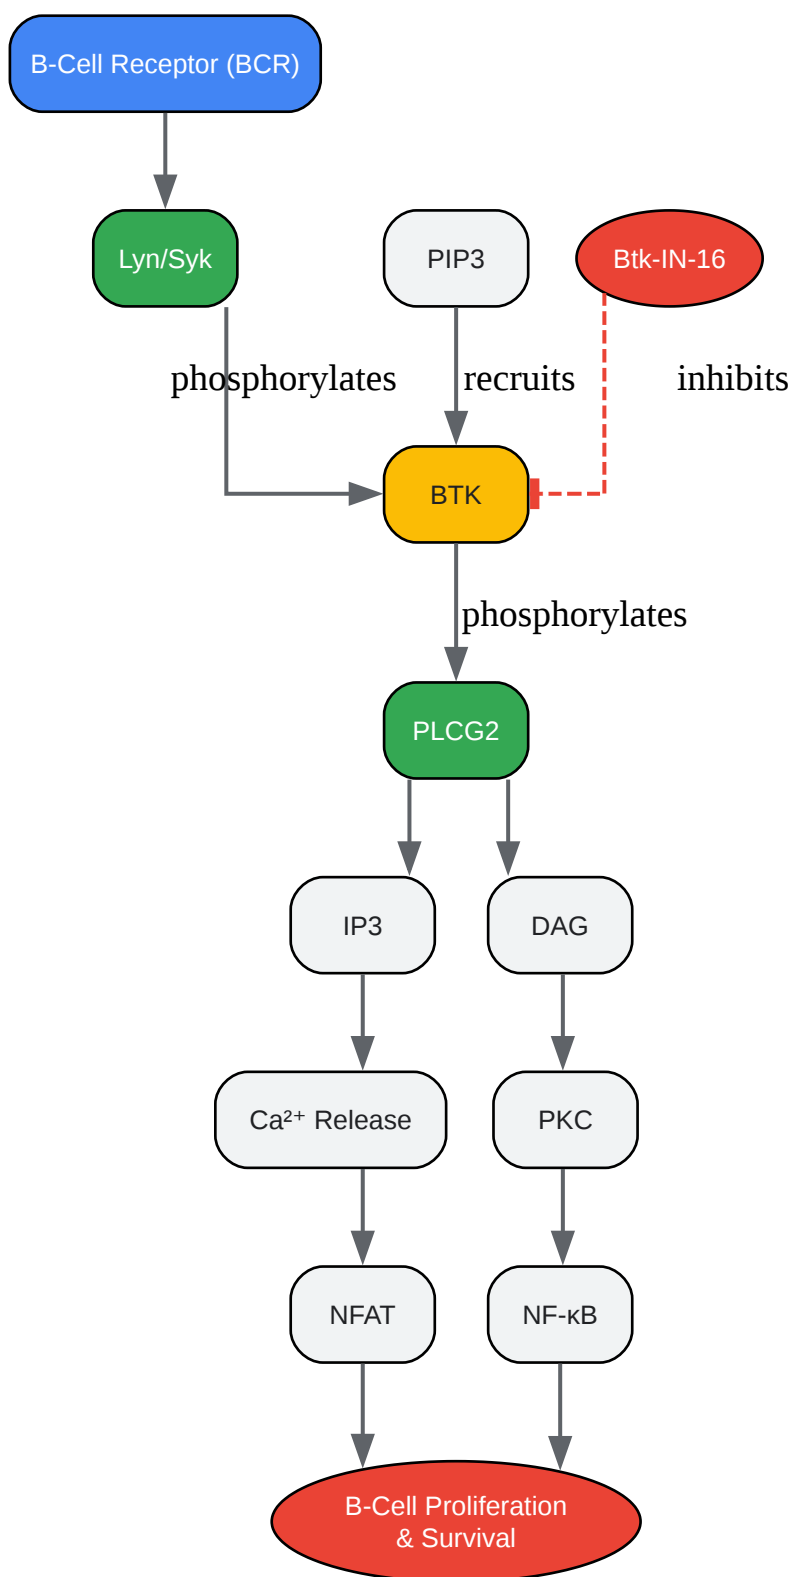 B-Cell Receptor (BCR)
Lyn/Syk
PIP3
Btk-IN-16
phosphorylates
recruits
inhibits
BTK
phosphorylates
PLCG2
IP3
DAG
Ca²⁺ Release
PKC
NFAT
NF-κB
B-Cell Proliferation
& Survival